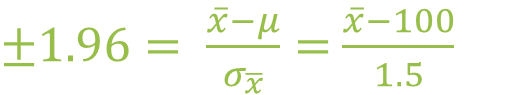 ±1.96 = (x̄−μ)/σ_x̄ = (x̄−100)/1.5